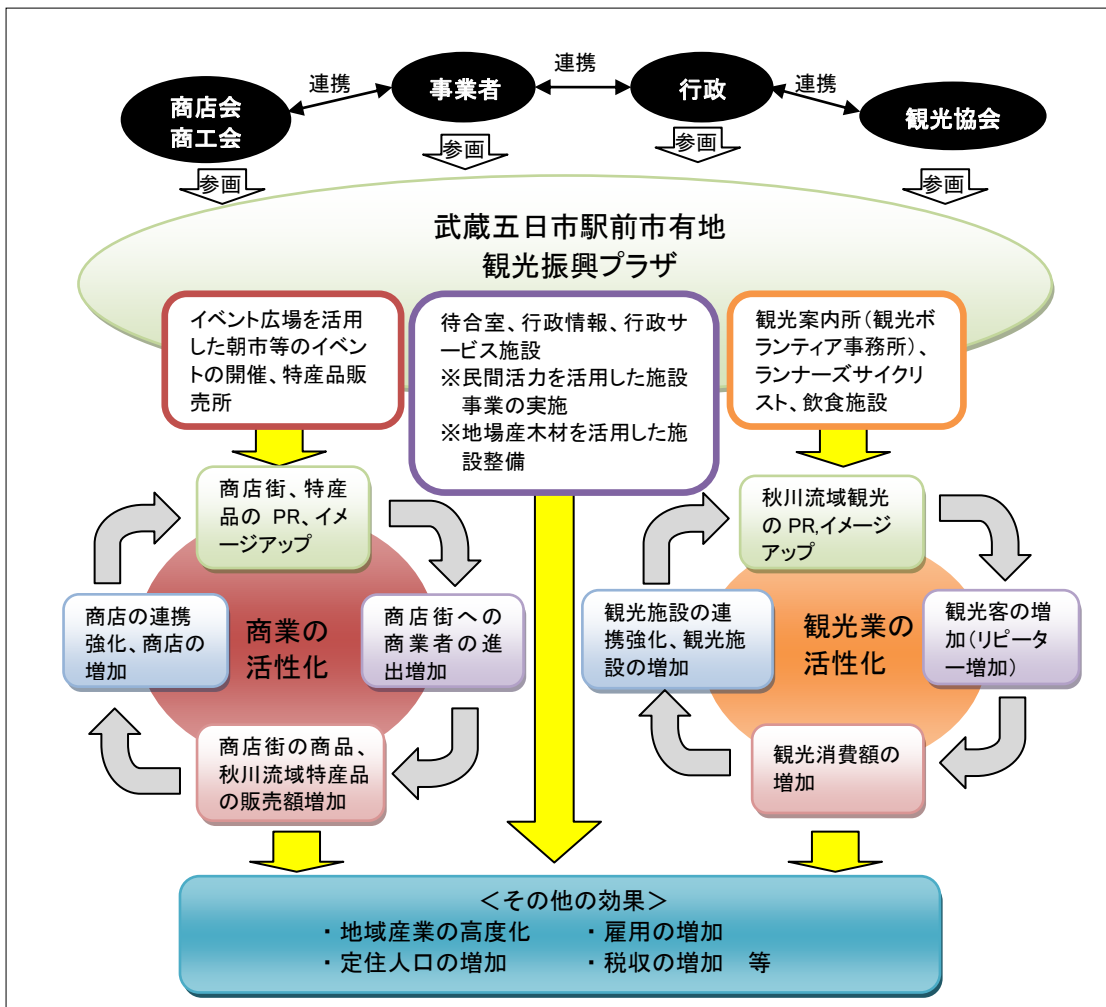 連携
連携
連携
商店会
商工会
事業者
行政
観光協会
参画
参画
参画
参画
武蔵五日市駅前市有地
観光振興プラザ
イベント広場を活用
した朝市等のイベン
トの開催、特産品販
売所
待合室、行政情報、行政サ
ービス施設
※民間活力を活用した施設
事業の実施
※地場産木材を活用した施
設整備
観光案内所(観光ボ
ランティア事務所)、
ランナーズサイクリ
スト、飲食施設
商店街、特産
品の PR、イメ
ージアップ
商店の連携
強化、商店の
増加
商業の
活性化
商店街への
商業者の進
出増加
商店街の商品、
秋川流域特産品
の販売額増加
秋川流域観光
の PR,イメージ
アップ
観光施設の連
携強化、観光施
設の増加
観光業の
活性化
観光客の増
加(リピータ
ー増加)
観光消費額の
増加
<その他の効果>
・地域産業の高度化 ・雇用の増加
・定住人口の増加 ・税収の増加 等